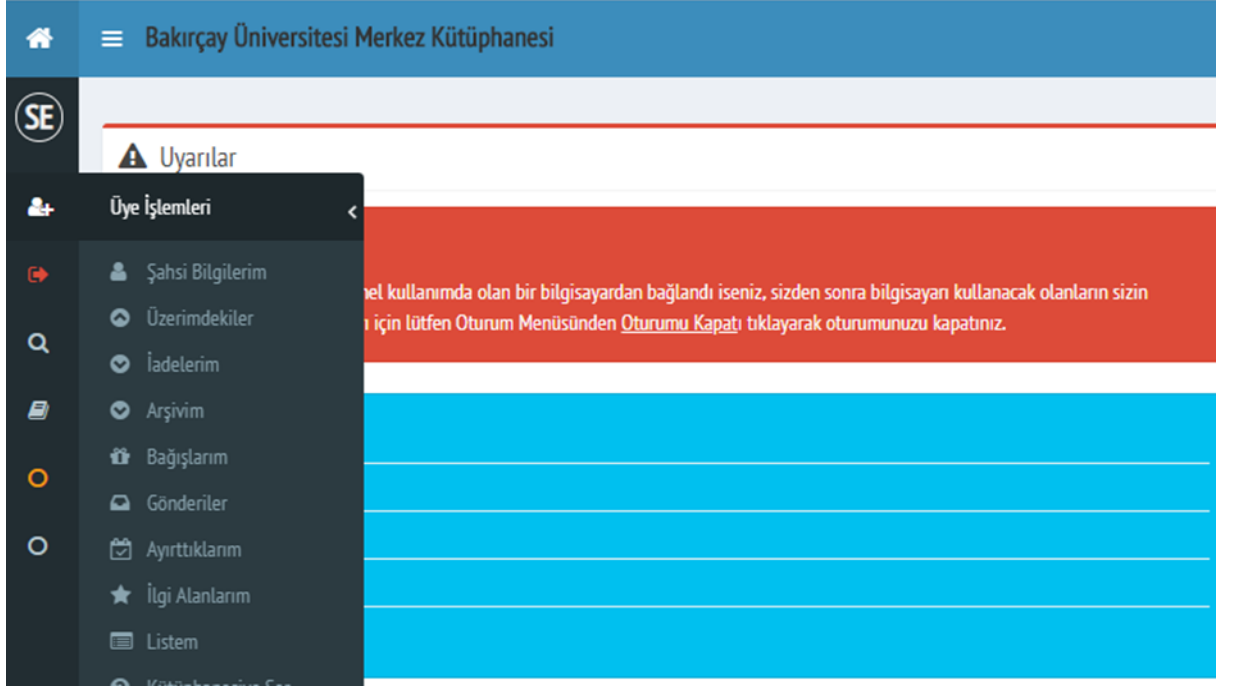 Bakırçay Üniversitesi Merkez Kütüphanesi
SE
Uyarılar
Üye İşlemleri
Şahsi Bilgilerim
Üzerimdekiler
İadelerim
Arşivim
Bağışlarım
Gönderiler
Ayırttıklarım
İlgi Alanlarım
Listem
kullanımda olan bir bilgisayardan bağlandı iseniz, sizden sonra bilgisayarı kullanacak olanların sizin
için lütfen Oturum Menüsünden Oturumu Kapatı tıklayarak oturumunuzu kapatınız.